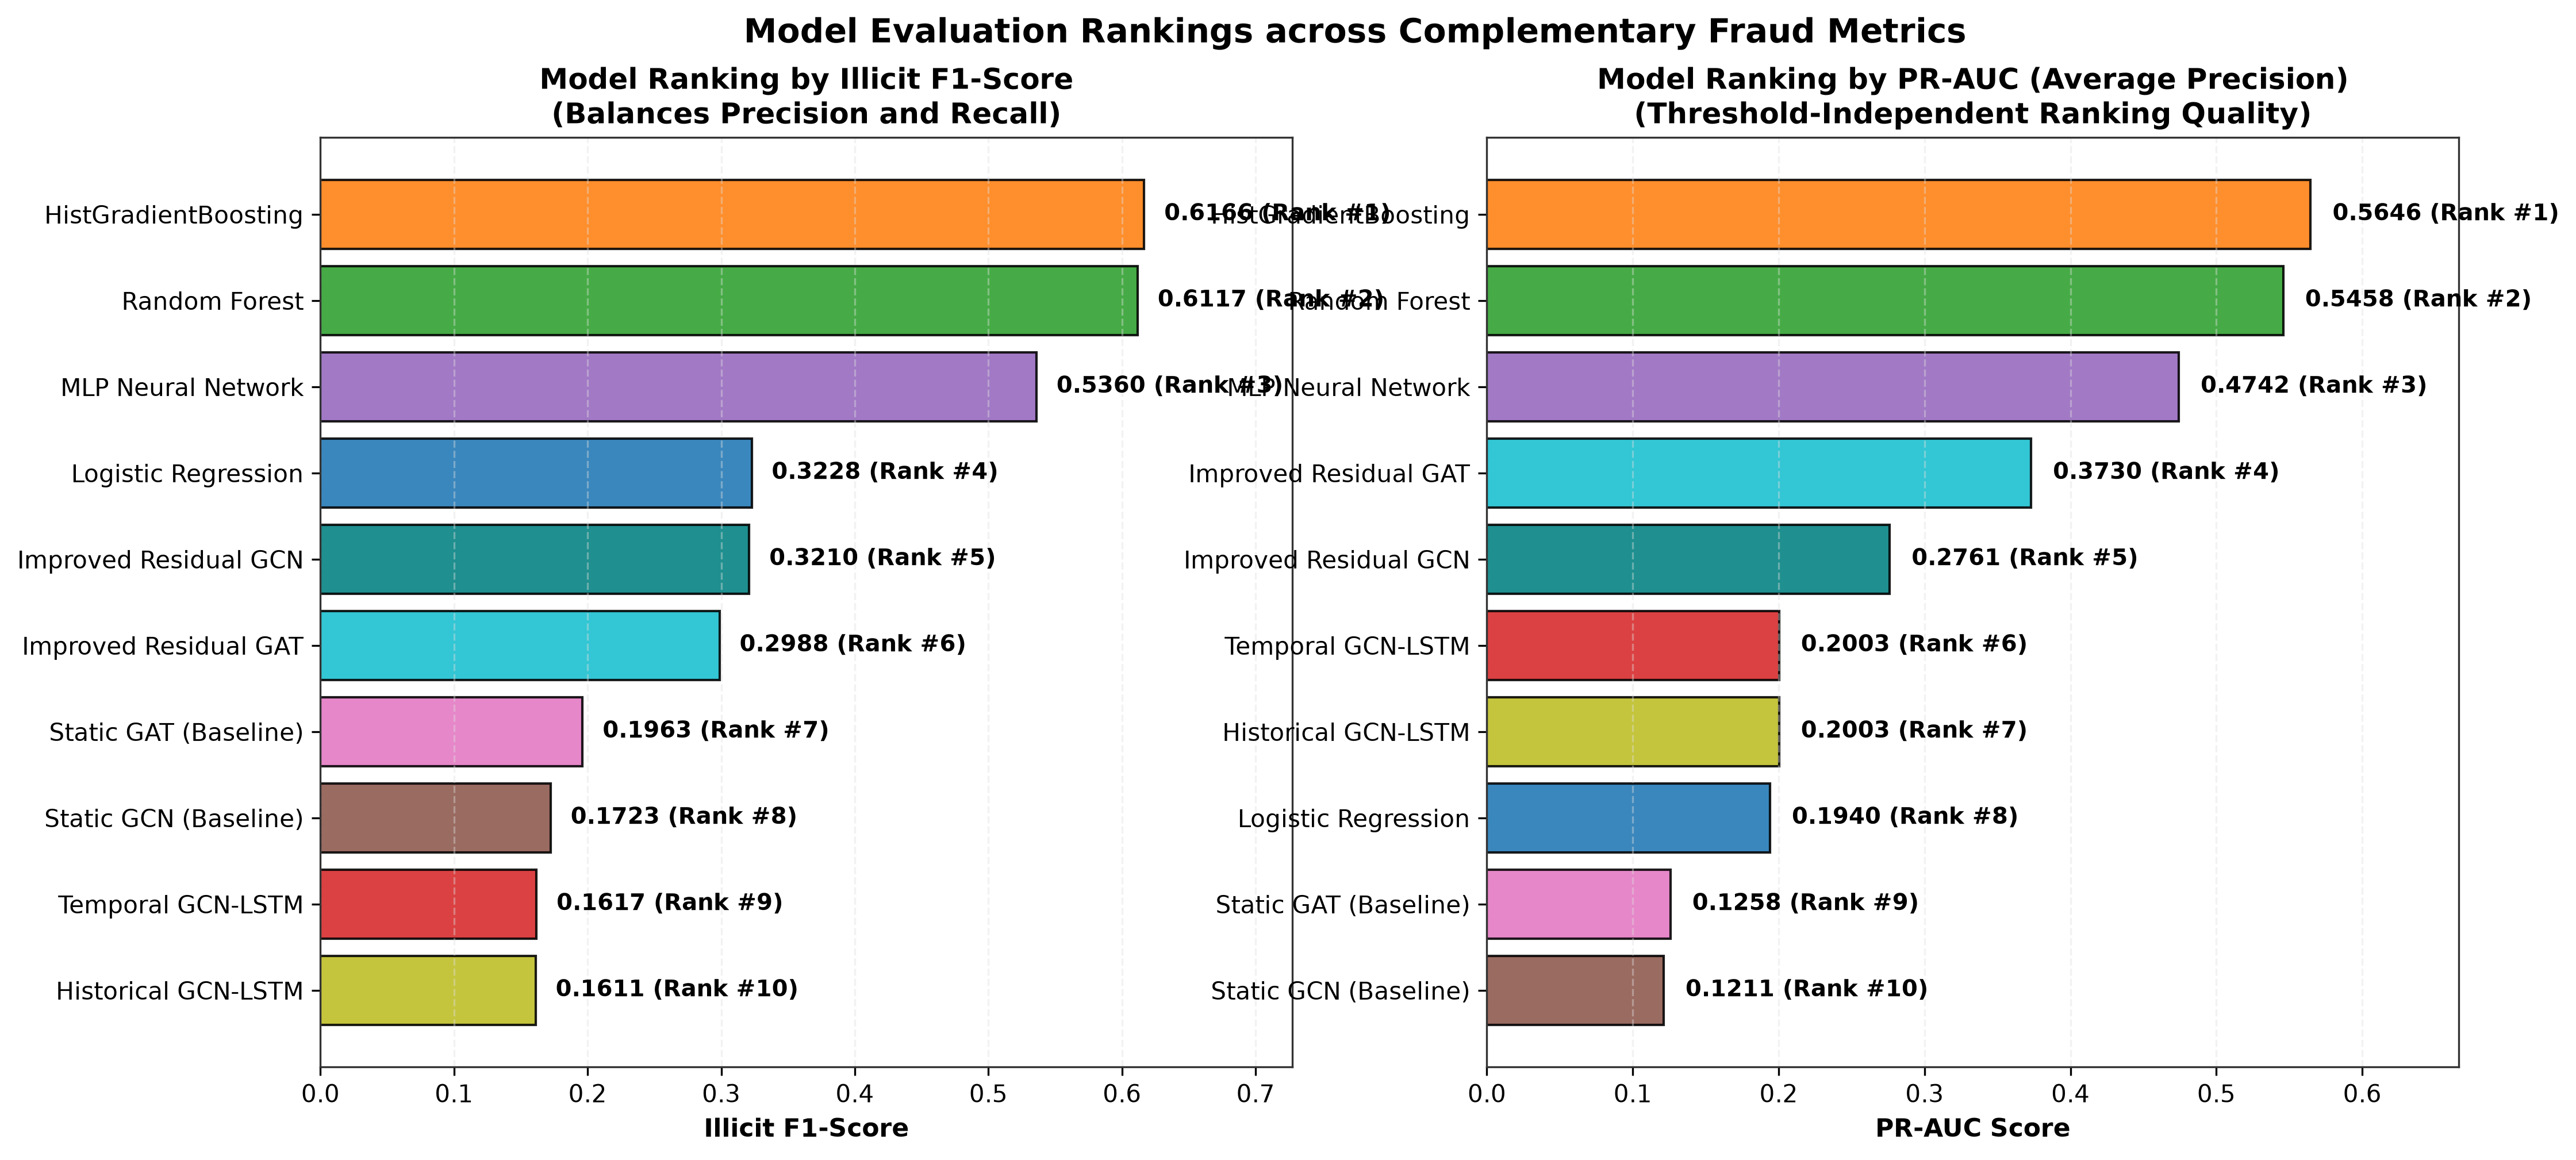 Model Evaluation Rankings across Complementary Fraud Metrics
Model Ranking by Illicit F1-Score
(Balances Precision and Recall)
HistGradientBoosting
0.6166 (Rank #1)
Random Forest
0.6117 (Rank #2)
MLP Neural Network
0.5360 (Rank #3)
Logistic Regression
0.3228 (Rank #4)
Improved Residual GCN
0.3210 (Rank #5)
Improved Residual GAT
0.2988 (Rank #6)
Static GAT (Baseline)
0.1963 (Rank #7)
Static GCN (Baseline)
0.1723 (Rank #8)
Temporal GCN-LSTM
0.1617 (Rank #9)
Historical GCN-LSTM
0.1611 (Rank #10)
0.0 0.1 0.2 0.3 0.4 0.5 0.6 0.7
Illicit F1-Score
Model Ranking by PR-AUC (Average Precision)
(Threshold-Independent Ranking Quality)
HistGradientBoosting
0.5646 (Rank #1)
Random Forest
0.5458 (Rank #2)
MLP Neural Network
0.4742 (Rank #3)
Improved Residual GAT
0.3730 (Rank #4)
Improved Residual GCN
0.2761 (Rank #5)
Temporal GCN-LSTM
0.2003 (Rank #6)
Historical GCN-LSTM
0.2003 (Rank #7)
Logistic Regression
0.1940 (Rank #8)
Static GAT (Baseline)
0.1258 (Rank #9)
Static GCN (Baseline)
0.1211 (Rank #10)
0.0 0.1 0.2 0.3 0.4 0.5 0.6
PR-AUC Score